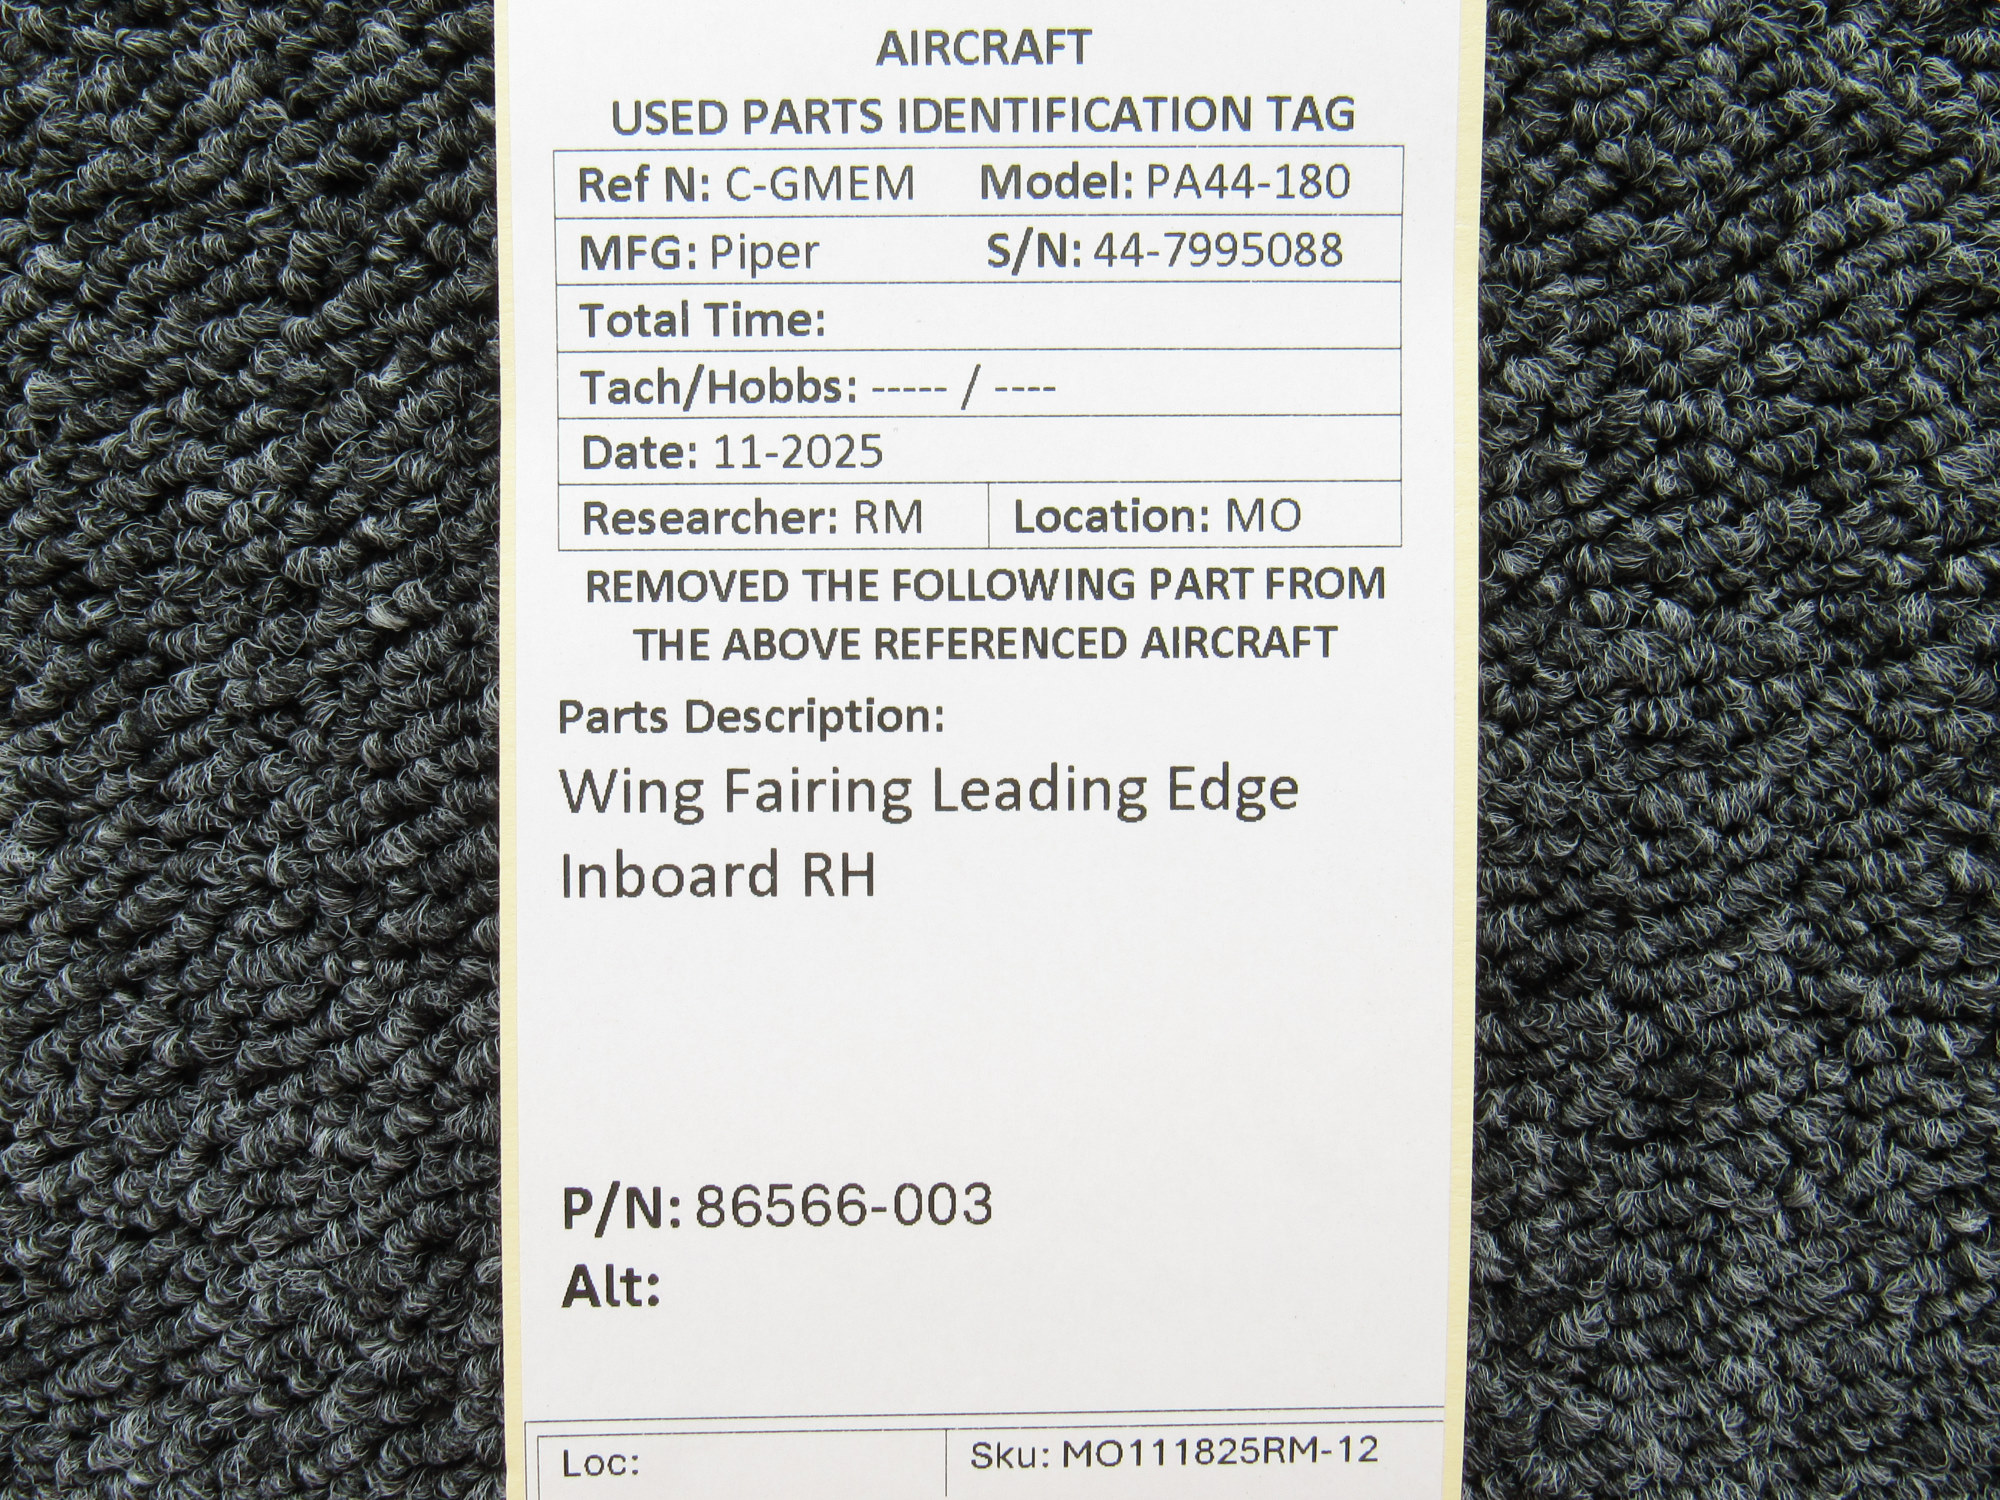 AIRCRAFT
USED PARTS IDENTIFICATION TAG
Ref N: C-GMEM Model: PA44-180
MFG: Piper S/N: 44-7995088
Total Time:
Tach/Hobbs: ----- / ----
Date: 11-2025
Researcher: RM Location: MO
REMOVED THE FOLLOWING PART FROM
THE ABOVE REFERENCED AIRCRAFT
Parts Description:
Wing Fairing Leading Edge
Inboard RH
P/N: 86566-003
Alt:
Loc: Sku: MO111825RM-12